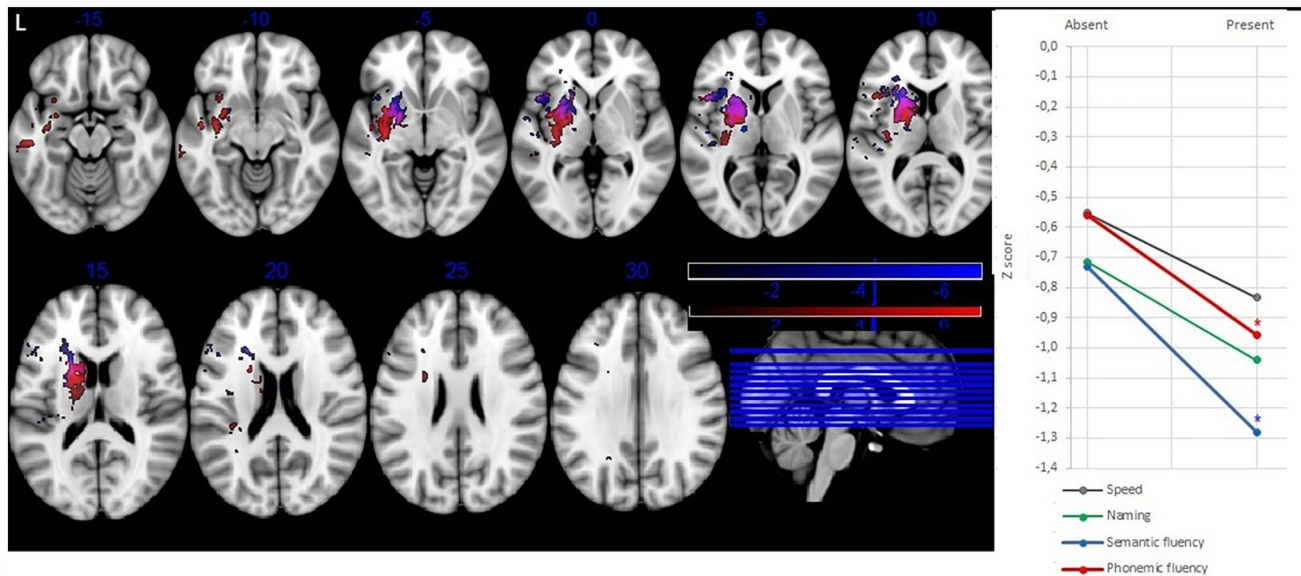 L -15 -10 -5 0 5 10
15 20 25 30
-2 -4 -6
2 4 6
Absent Present
0,0
-0,1
-0,2
-0,3
-0,4
-0,5
-0,6
-0,7
-0,8
-0,9
-1,0
-1,1
-1,2
-1,3
-1,4
Z score
*
*
Speed
Naming
Semantic fluency
Phonemic fluency